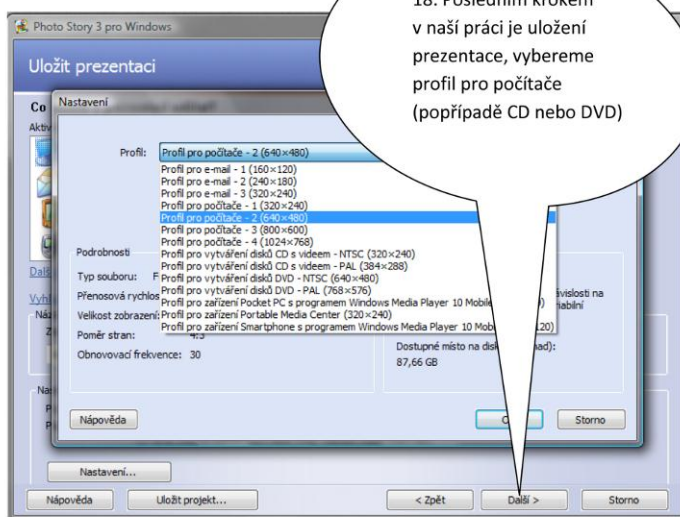 18. Posledním krokem
v naší práci je uložení
prezentace, vybereme
profil pro počítače
(popřípadě CD nebo DVD)
Photo Story 3 pro Windows
Uložit prezentaci
Co
Nastavení
Profil: Profil pro počítače - 2 (640×480)
Profil pro e-mail - 1 (160×120)
Profil pro e-mail - 2 (240×180)
Profil pro e-mail - 3 (320×240)
Profil pro počítače - 1 (320×240)
Profil pro počítače - 2 (640×480)
Profil pro počítače - 3 (800×600)
Profil pro počítače - 4 (1024×768)
Profil pro vytváření disků CD s videem - NTSC (320×240)
Profil pro vytváření disků CD s videem - PAL (384×288)
Profil pro vytváření disků DVD - NTSC (640×480)
Profil pro vytváření disků DVD - PAL (768×576)
Profil pro zařízení Pocket PC s programem Windows Media Player 10 Mobile
Profil pro zařízení Portable Media Center (320×240)
Profil pro zařízení Smartphone s programem Windows Media Player 10
Podrobnosti
Typ souboru:
Přenosová
Velikost zobrazení:
Poměr stran: 4:3
Obnovovací frekvence: 30
Dostupné místo na
87,66 GB
Nápověda
Storno
Nastavení...
Nápověda
Uložit projekt...
< Zpět
Další >
Storno